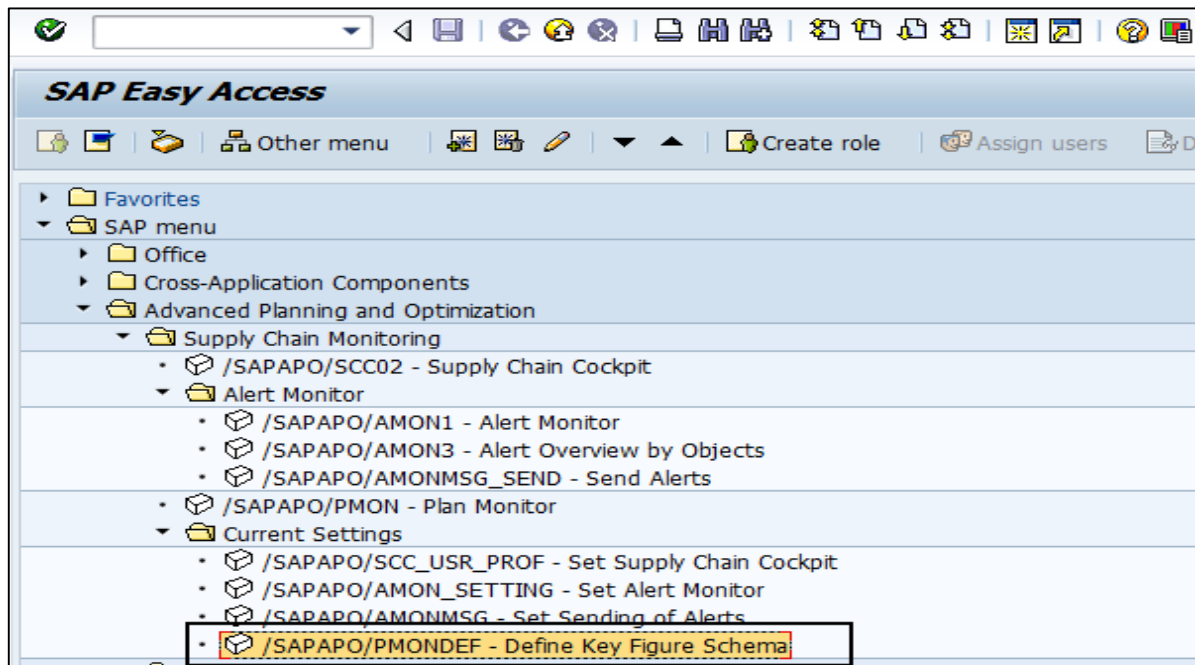 SAP Easy Access
Other menu Create role Assign users D
Favorites
SAP menu
Office
Cross-Application Components
Advanced Planning and Optimization
Supply Chain Monitoring
/SAPAPO/SCC02 - Supply Chain Cockpit
Alert Monitor
/SAPAPO/AMON1 - Alert Monitor
/SAPAPO/AMON3 - Alert Overview by Objects
/SAPAPO/AMONMSG_SEND - Send Alerts
/SAPAPO/PMON - Plan Monitor
Current Settings
/SAPAPO/SCC_USR_PROF - Set Supply Chain Cockpit
/SAPAPO/AMON_SETTING - Set Alert Monitor
/SAPAPO/AMONMSG - Set Sending of Alerts
/SAPAPO/PMONDEF - Define Key Figure Schema